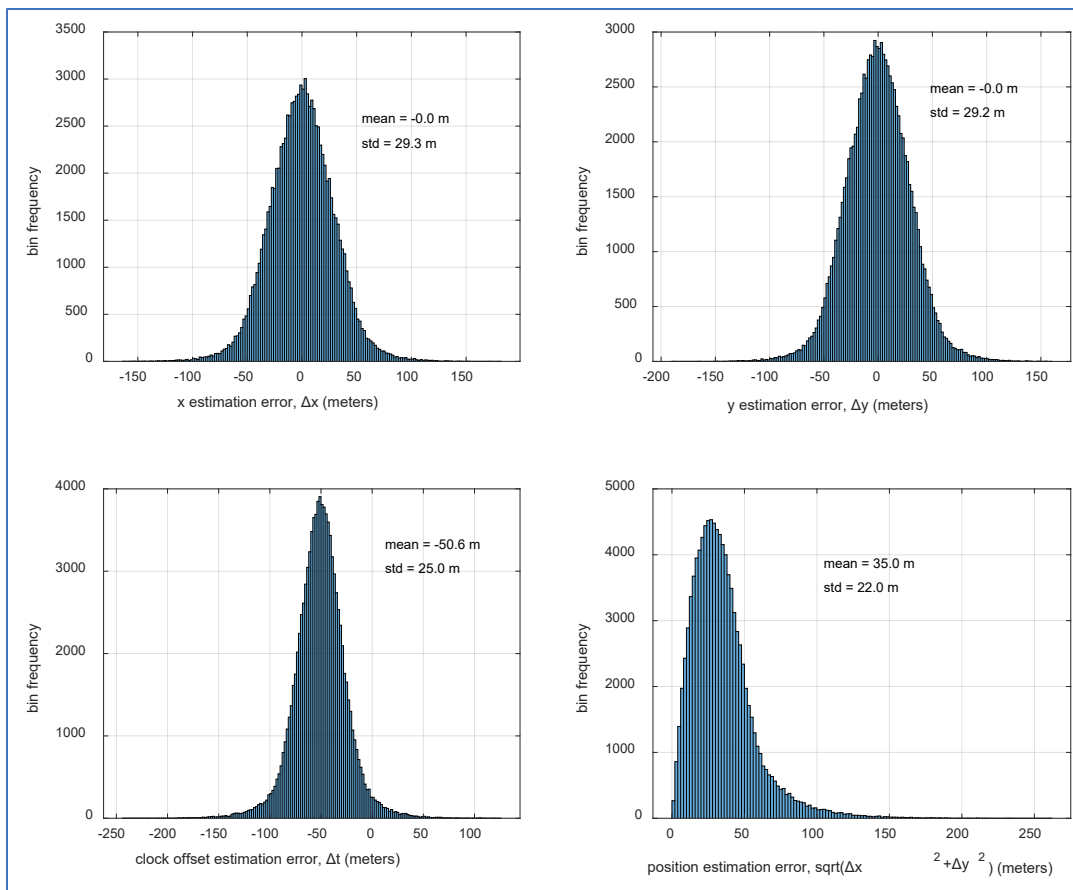 3500
3000
2500
2000
1500
1000
500
0
bin frequency
mean = -0.0 m
std = 29.3 m
-150 -100 -50 0 50 100 150
x estimation error, Δx (meters)
3000
2500
2000
1500
1000
500
0
bin frequency
mean = -0.0 m
std = 29.2 m
-200 -150 -100 -50 0 50 100 150
y estimation error, Δy (meters)
4000
3000
2000
1000
0
bin frequency
mean = -50.6 m
std = 25.0 m
-250 -200 -150 -100 -50 0 50 100
clock offset estimation error, Δt (meters)
5000
4000
3000
2000
1000
0
bin frequency
mean = 35.0 m
std = 22.0 m
0 50 100 150 200 250
position estimation error, sqrt(Δx ² +Δy ² ) (meters)